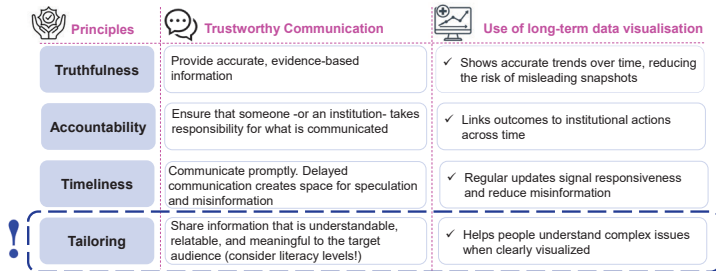 Principles
Trustworthy Communication
Use of long-term data visualisation
Truthfulness
Provide accurate, evidence-based
information
✓ Shows accurate trends over time, reducing
the risk of misleading snapshots
Accountability
Ensure that someone -or an institution- takes
responsibility for what is communicated
✓ Links outcomes to institutional actions
across time
Timeliness
Communicate promptly. Delayed
communication creates space for speculation
and misinformation
✓ Regular updates signal responsiveness
and reduce misinformation
!
Tailoring
Share information that is understandable,
relatable, and meaningful to the target
audience (consider literacy levels!)
✓ Helps people understand complex issues
when clearly visualized